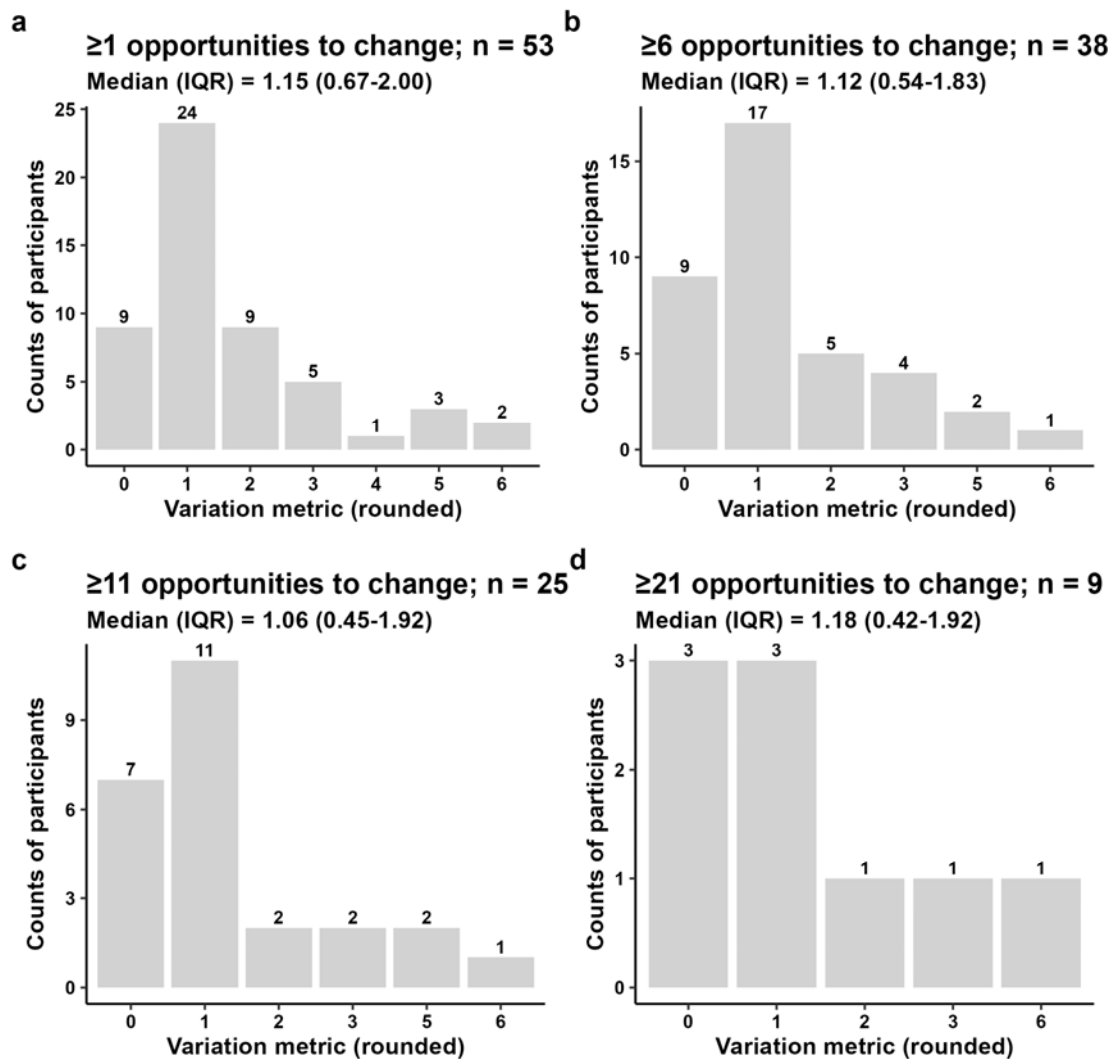 a
≥1 opportunities to change; n = 53
Median (IQR) = 1.15 (0.67-2.00)
Counts of participants
25
20
15
10
5
0
9
24
9
5
1
3
2
0 1 2 3 4 5 6
Variation metric (rounded)
b
≥6 opportunities to change; n = 38
Median (IQR) = 1.12 (0.54-1.83)
Counts of participants
15
10
5
0
9
17
5
4
2
1
0 1 2 3 5 6
Variation metric (rounded)
c
≥11 opportunities to change; n = 25
Median (IQR) = 1.06 (0.45-1.92)
Counts of participants
9
6
3
0
7
11
2
2
2
1
0 1 2 3 5 6
Variation metric (rounded)
d
≥21 opportunities to change; n = 9
Median (IQR) = 1.18 (0.42-1.92)
Counts of participants
3
2
1
0
3
3
1
1
1
0 1 2 3 6
Variation metric (rounded)